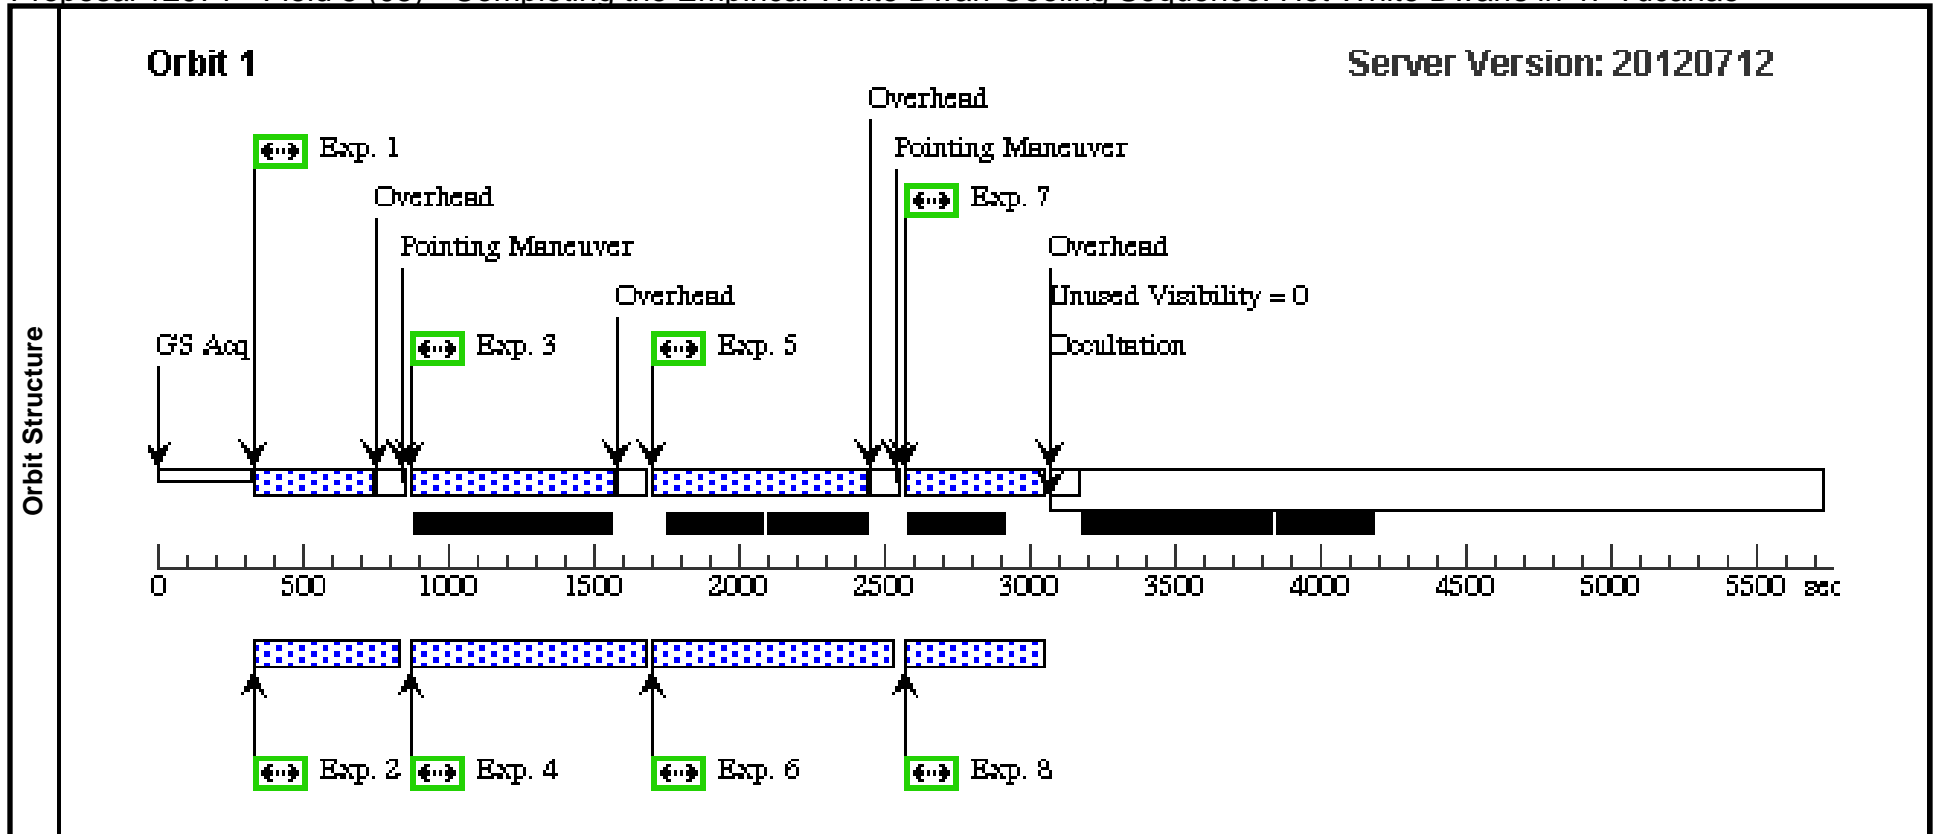 Orbit 1
Server Version: 20120712
Overhead
Exp. 1
Pointing Maneuver
Overhead
Exp. 7
Pointing Maneuver
Overhead
Overhead
Unused Visibility = 0
GS Acq
Exp. 3
Exp. 5
Occultation
Orbit Structure
0 500 1000 1500 2000 2500 3000 3500 4000 4500 5000 5500 sec
Exp. 2
Exp. 4
Exp. 6
Exp. 8